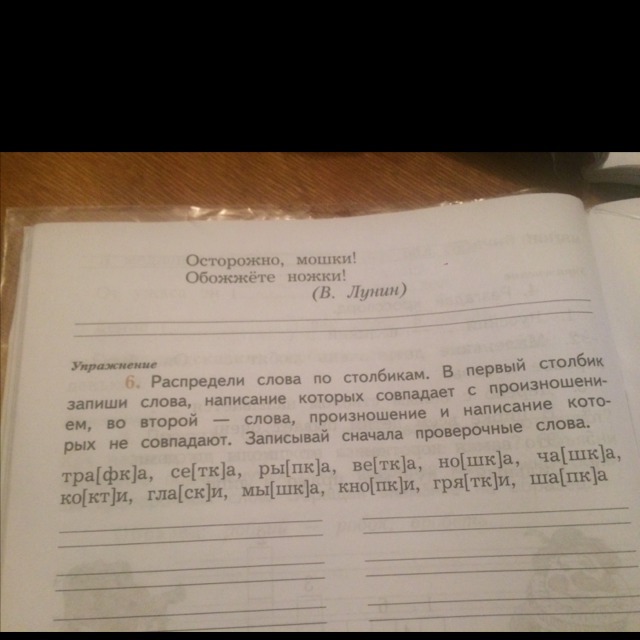 Осторожно, мошки!
Обожжёте ножки!
(В. Лунин)
Упражнение
6. Распредели слова по столбикам. В первый столбик
запиши слова, написание которых совпадает с произношени-
ем, во второй — слова, произношение и написание кото-
рых не совпадают. Записывай сначала проверочные слова.
тра[фк]а, се[тк]а, ры[пк]а, ве[тк]а, но[шк]а, ча[шк]а,
ко[кт]и, гла[ск]и, мы[шк]а, кно[пк]и, гря[тк]и, ша[пк]а